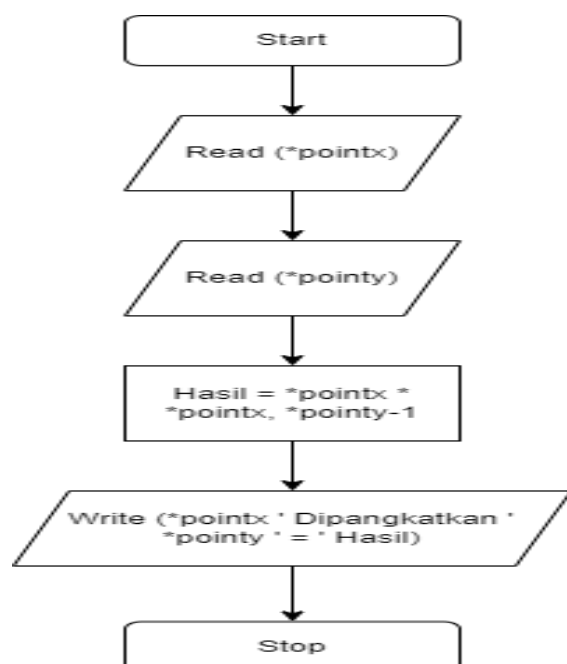 Start
Read (*pointx)
Read (*pointy)
Hasil = *pointx *
*pointx, *pointy-1
Write (*pointx ' Dipangkatkan '
*pointy ' = ' Hasil)
Stop